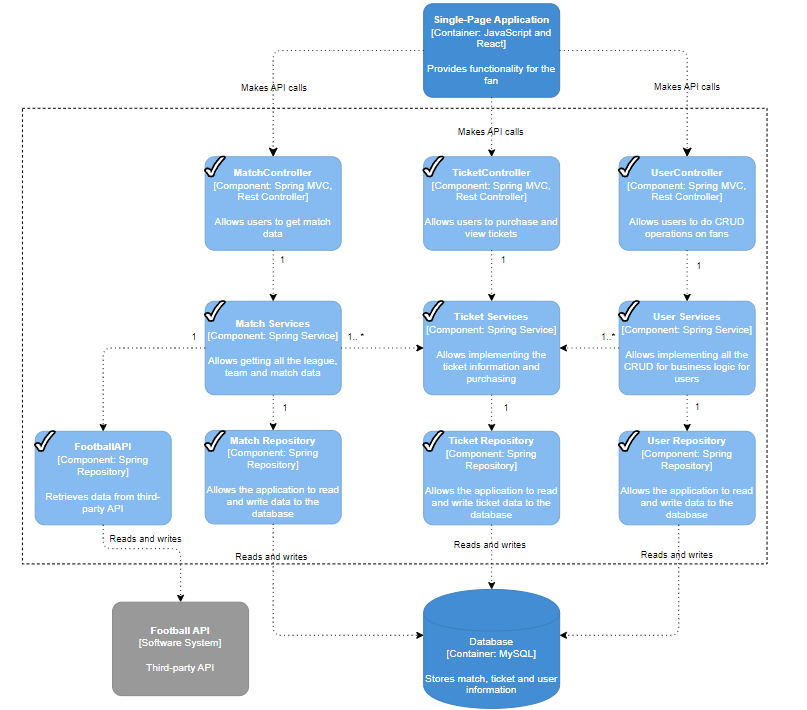 Single-Page Application
[Container: JavaScript and
React]
Provides functionality for the
fan
Makes API calls
Makes API calls
Makes API calls
MatchController
[Component: Spring MVC,
Rest Controller]
Allows users to get match
data
TicketController
[Component: Spring MVC,
Rest Controller]
Allows users to purchase and
view tickets
UserController
[Component: Spring MVC,
Rest Controller]
Allows users to do CRUD
operations on fans
1
1
1
Match Services
[Component: Spring Service]
Allows getting all the league,
team and match data
Ticket Services
[Component: Spring Service]
Allows implementing the
ticket information and
purchasing
User Services
[Component: Spring Service]
Allows implementing all the
CRUD for business logic for
users
1
1.. *
1..*
1
1
1
FootballAPI
[Component: Spring
Repository]
Retrieves data from third-
party API
Match Repository
[Component: Spring
Repository]
Allows the application to read
and write data to the
database
Ticket Repository
[Component: Spring
Repository]
Allows the application to read
and write ticket data to the
database
User Repository
[Component: Spring
Repository]
Allows the application to read
and write data to the
database
Reads and writes
Reads and writes
Reads and writes
Reads and writes
Football API
[Software System]
Third-party API
Database
[Container: MySQL]
Stores match, ticket and user
information